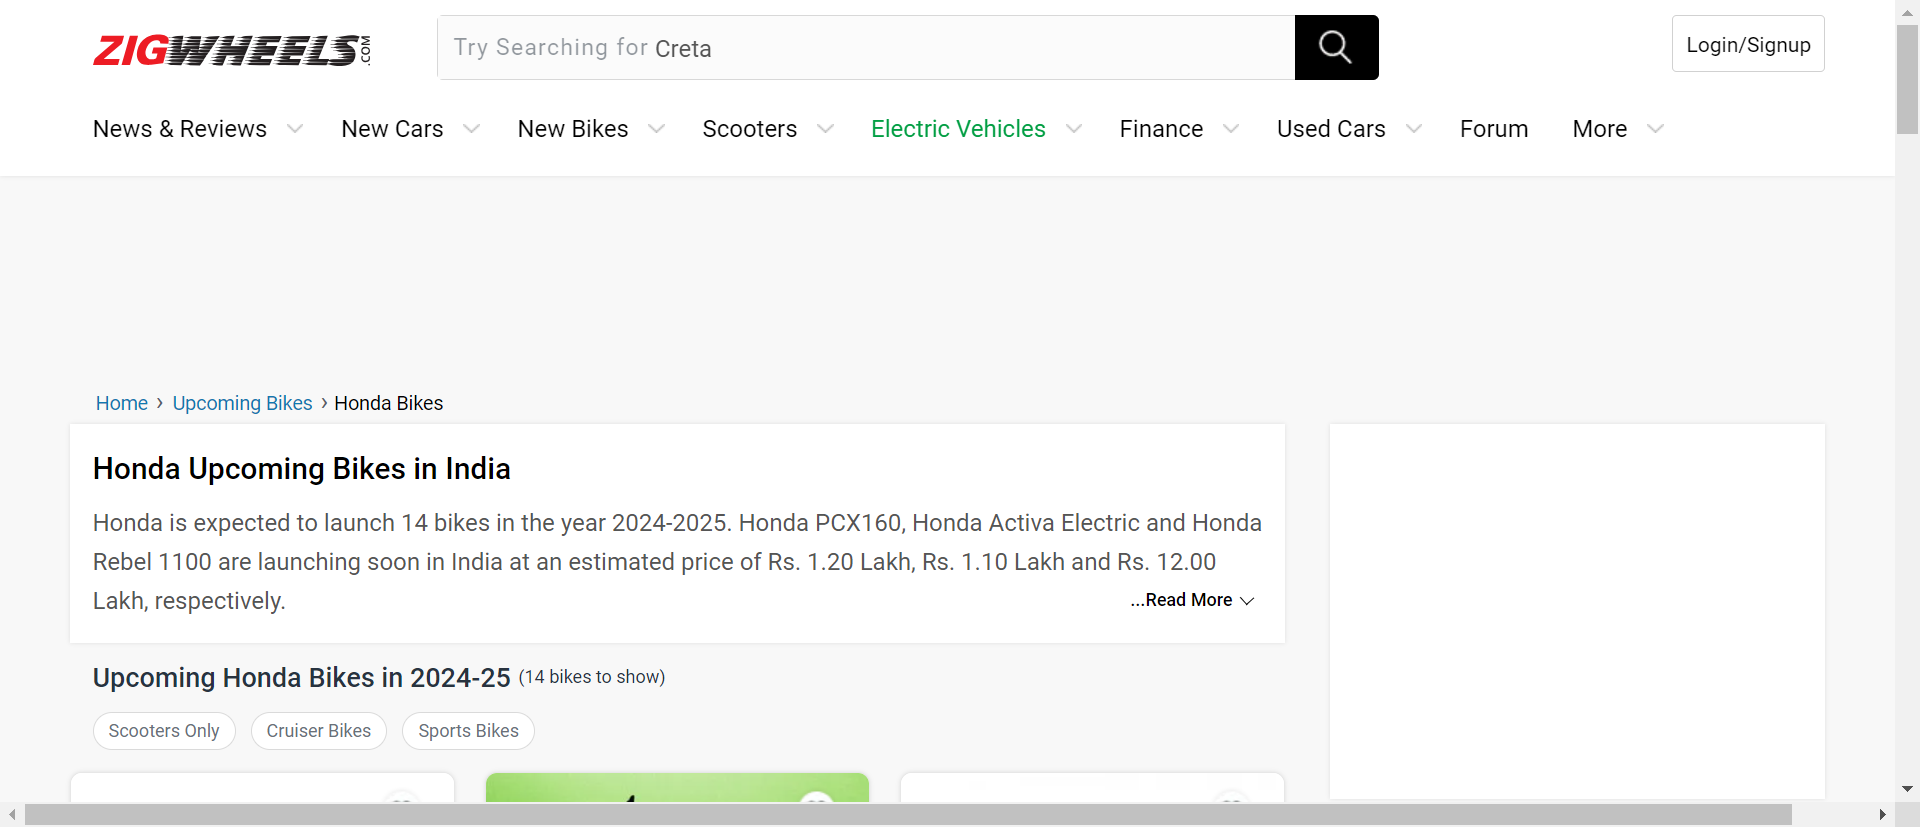 ZIGWHEELS.COM
Try Searching for Creta
Login/Signup
News & Reviews New Cars New Bikes Scooters Electric Vehicles Finance Used Cars Forum More
Home › Upcoming Bikes › Honda Bikes
Honda Upcoming Bikes in India
Honda is expected to launch 14 bikes in the year 2024-2025. Honda PCX160, Honda Activa Electric and Honda
Rebel 1100 are launching soon in India at an estimated price of Rs. 1.20 Lakh, Rs. 1.10 Lakh and Rs. 12.00
Lakh, respectively. ...Read More
Upcoming Honda Bikes in 2024-25 (14 bikes to show)
Scooters Only Cruiser Bikes Sports Bikes